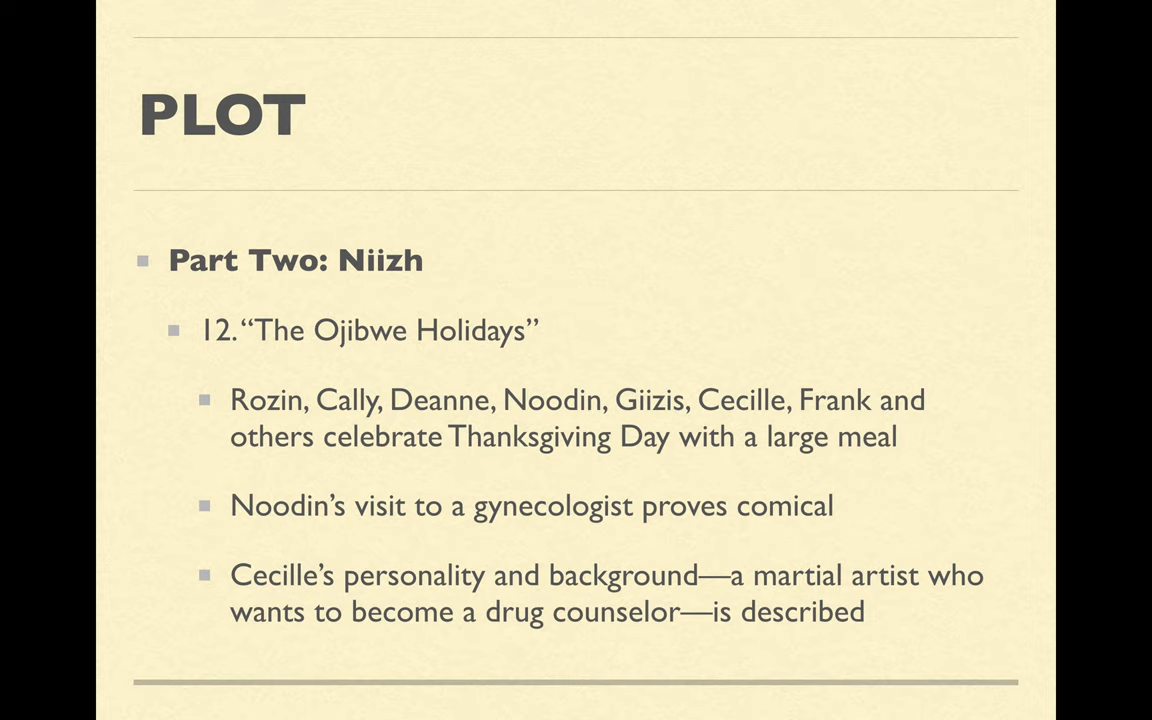 PLOT
Part Two: Niizh
12. “The Ojibwe Holidays”
Rozin, Cally, Deanne, Noodin, Giizis, Cecille, Frank and
others celebrate Thanksgiving Day with a large meal
Noodin’s visit to a gynecologist proves comical
Cecille’s personality and background—a martial artist who
wants to become a drug counselor—is described